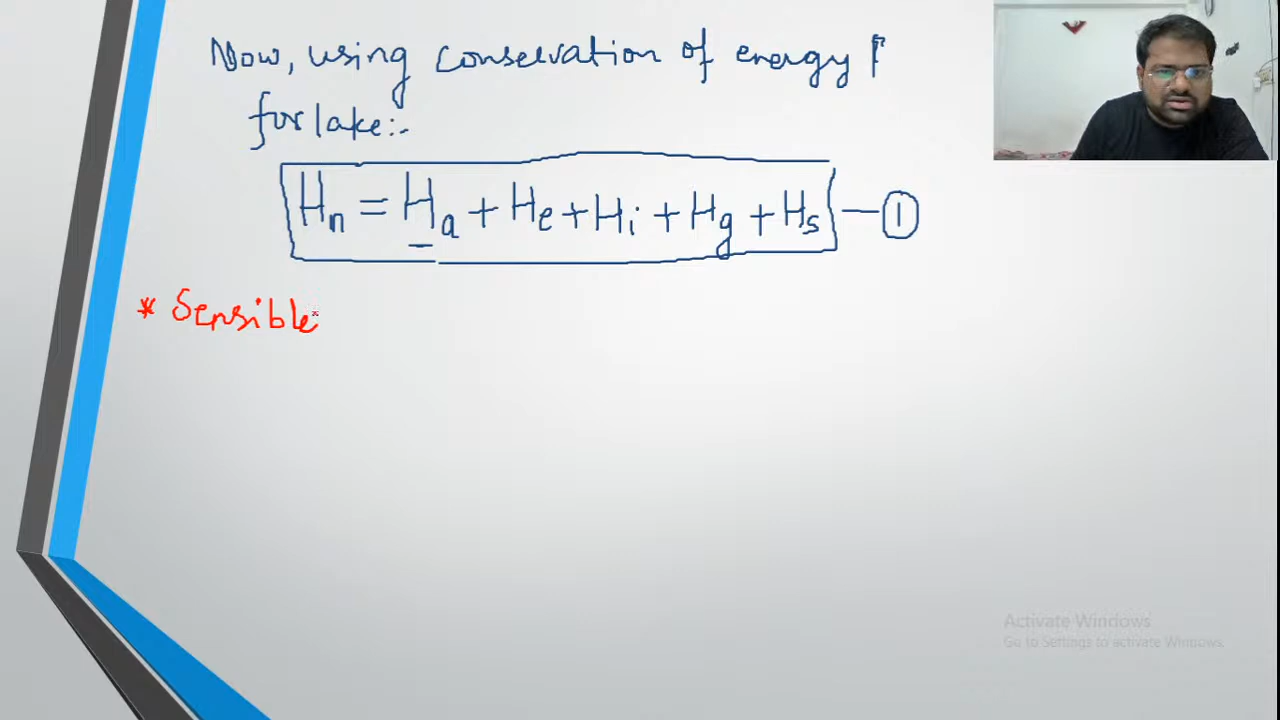 Now, using conservation of energy
for lake:-
Hn = Ha + He + Hi + Hg + Hs — ①
* Sensible
Activate Windows
Go to Settings to activate Windows.